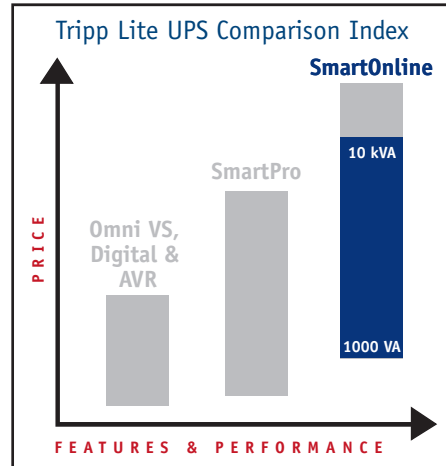 Tripp Lite UPS Comparison Index
SmartOnline
10 kVA
SmartPro
Omni VS,
Digital &
AVR
1000 VA
PRICE
FEATURES & PERFORMANCE